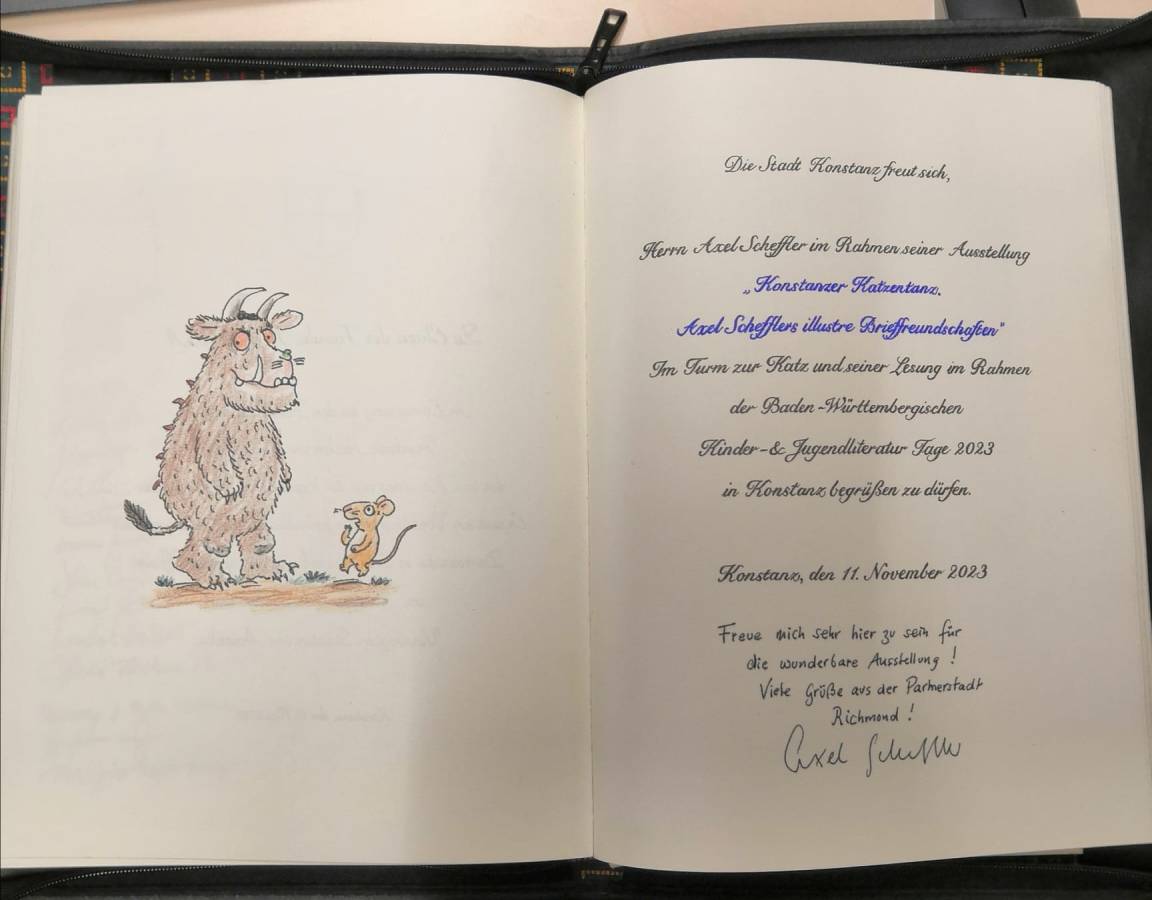 Die Stadt Konstanz freut sich,
Herrn Axel Scheffler im Rahmen seiner Ausstellung
„Konstanzer Katzentanz.
Axel Schefflers illustre Brieffreundschaften"
Im Turm zur Katz und seiner Lesung im Rahmen
der Baden-Württembergischen
Kinder-& Jugendliteratur Tage 2023
in Konstanz begrüßen zu dürfen.
Konstanz, den 11. November 2023
Freue mich sehr hier zu sein für
die wunderbare Ausstellung!
Viele Grüße aus der Partnerstadt
Richmond!
Axel Scheffler